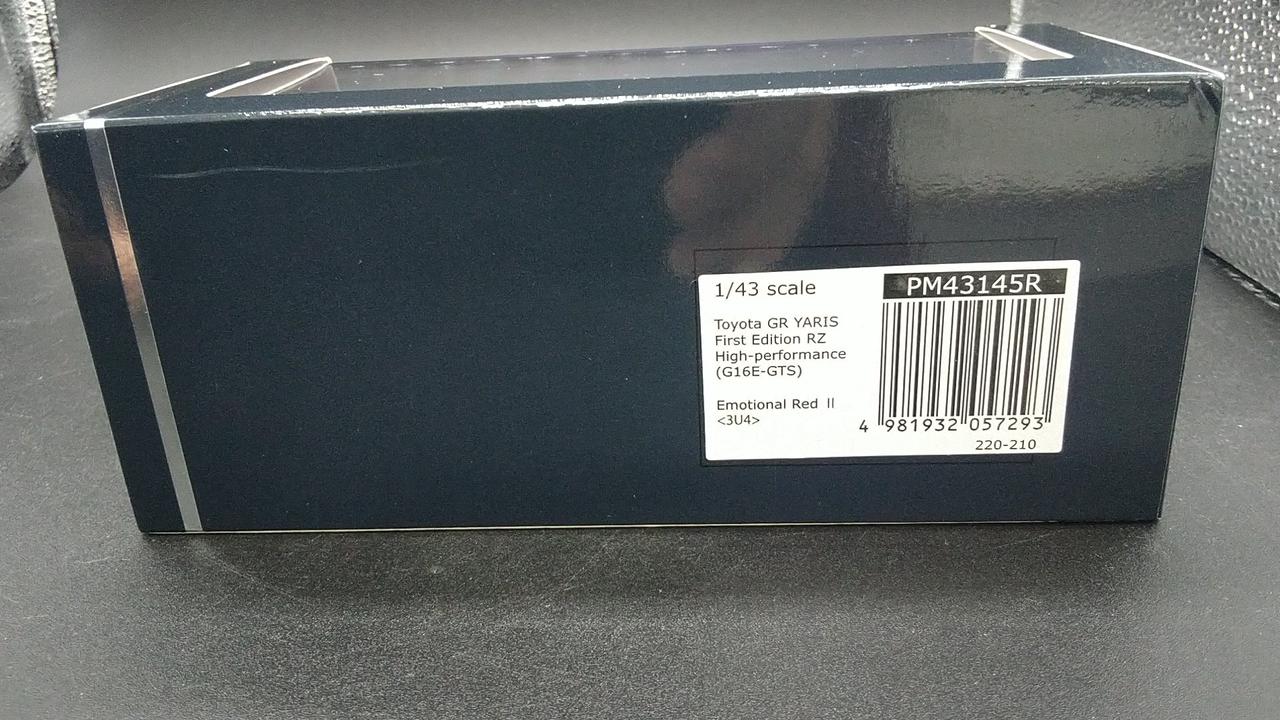 1/43 scale
PM43145R
Toyota GR YARIS
First Edition RZ
High-performance
(G16E-GTS)
Emotional Red II
<3U4>
4 981932 057293
220-210